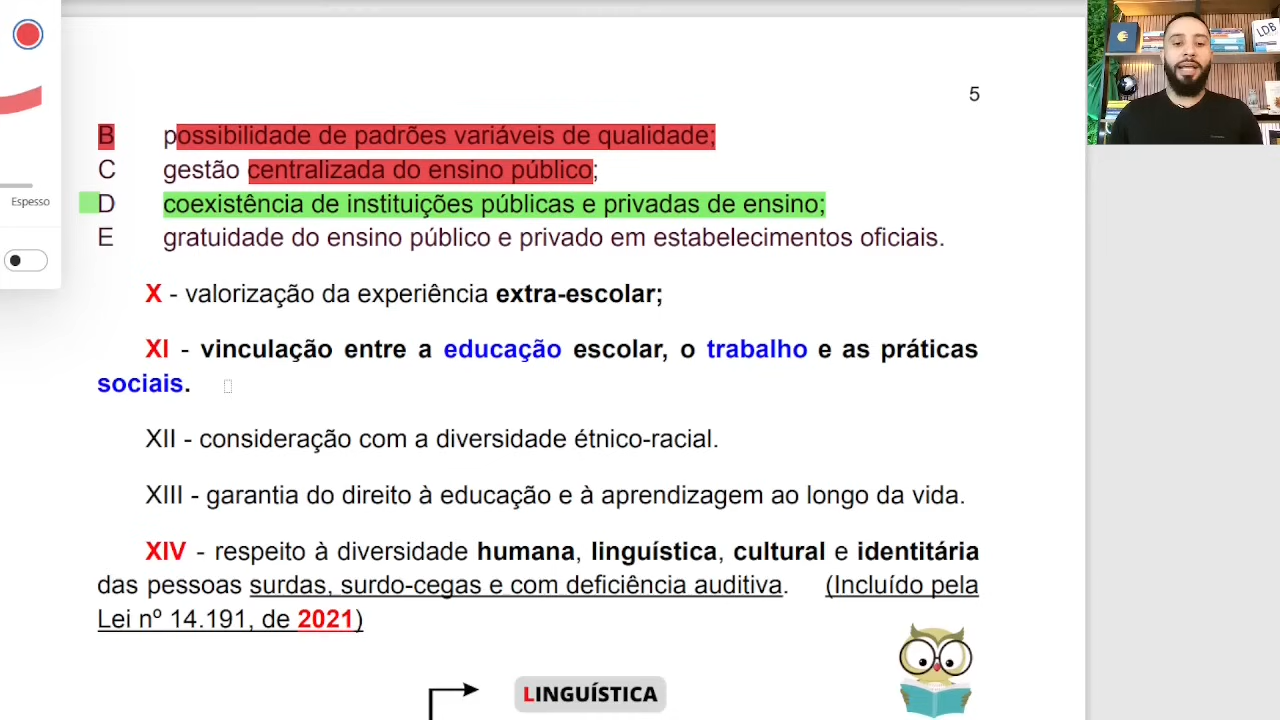 5
B possibilidade de padrões variáveis de qualidade;
C gestão centralizada do ensino público;
D coexistência de instituições públicas e privadas de ensino;
E gratuidade do ensino público e privado em estabelecimentos oficiais.
Espesso
X - valorização da experiência extra-escolar;
XI - vinculação entre a educação escolar, o trabalho e as práticas
sociais.
XII - consideração com a diversidade étnico-racial.
XIII - garantia do direito à educação e à aprendizagem ao longo da vida.
XIV - respeito à diversidade humana, linguística, cultural e identitária
das pessoas surdas, surdo-cegas e com deficiência auditiva. (Incluído pela
Lei nº 14.191, de 2021)
LINGUÍSTICA
LDB